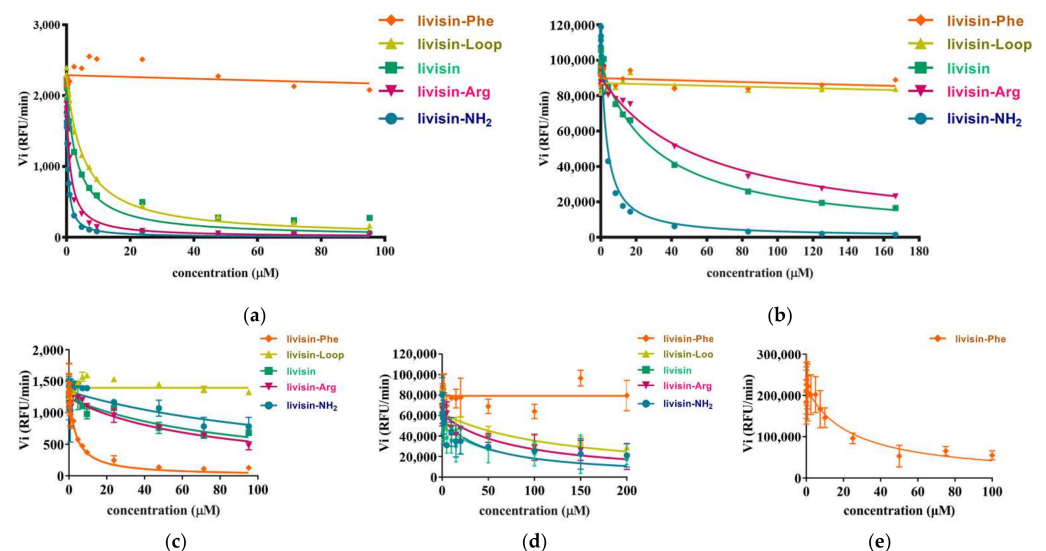 livisin-Phe
livisin-Loop
livisin
livisin-Arg
livisin-NH₂
3,000
2,000
1,000
0
Vi (RFU/min)
0 20 40 60 80 100
concentration (µM)
(a)
livisin-Phe
livisin-Loop
livisin
livisin-Arg
livisin-NH₂
120,000
100,000
80,000
60,000
40,000
20,000
0
Vi (RFU/min)
0 20 40 60 80 100 120 140 160 180
concentration (µM)
(b)
livisin-Phe
livisin-Loop
livisin
livisin-Arg
livisin-NH₂
2,000
1,500
1,000
500
0
Vi (RFU/min)
0 20 40 60 80 100
concentration (µM)
(c)
livisin-Phe
livisin-Loo
livisin
livisin-Arg
livisin-NH₂
120,000
100,000
80,000
60,000
40,000
20,000
0
Vi (RFU/min)
0 50 100 150 200
concentration (µM)
(d)
livisin-Phe
300,000
200,000
100,000
0
Vi (RFU/min)
0 20 40 60 80 100
concentration (µM)
(e)